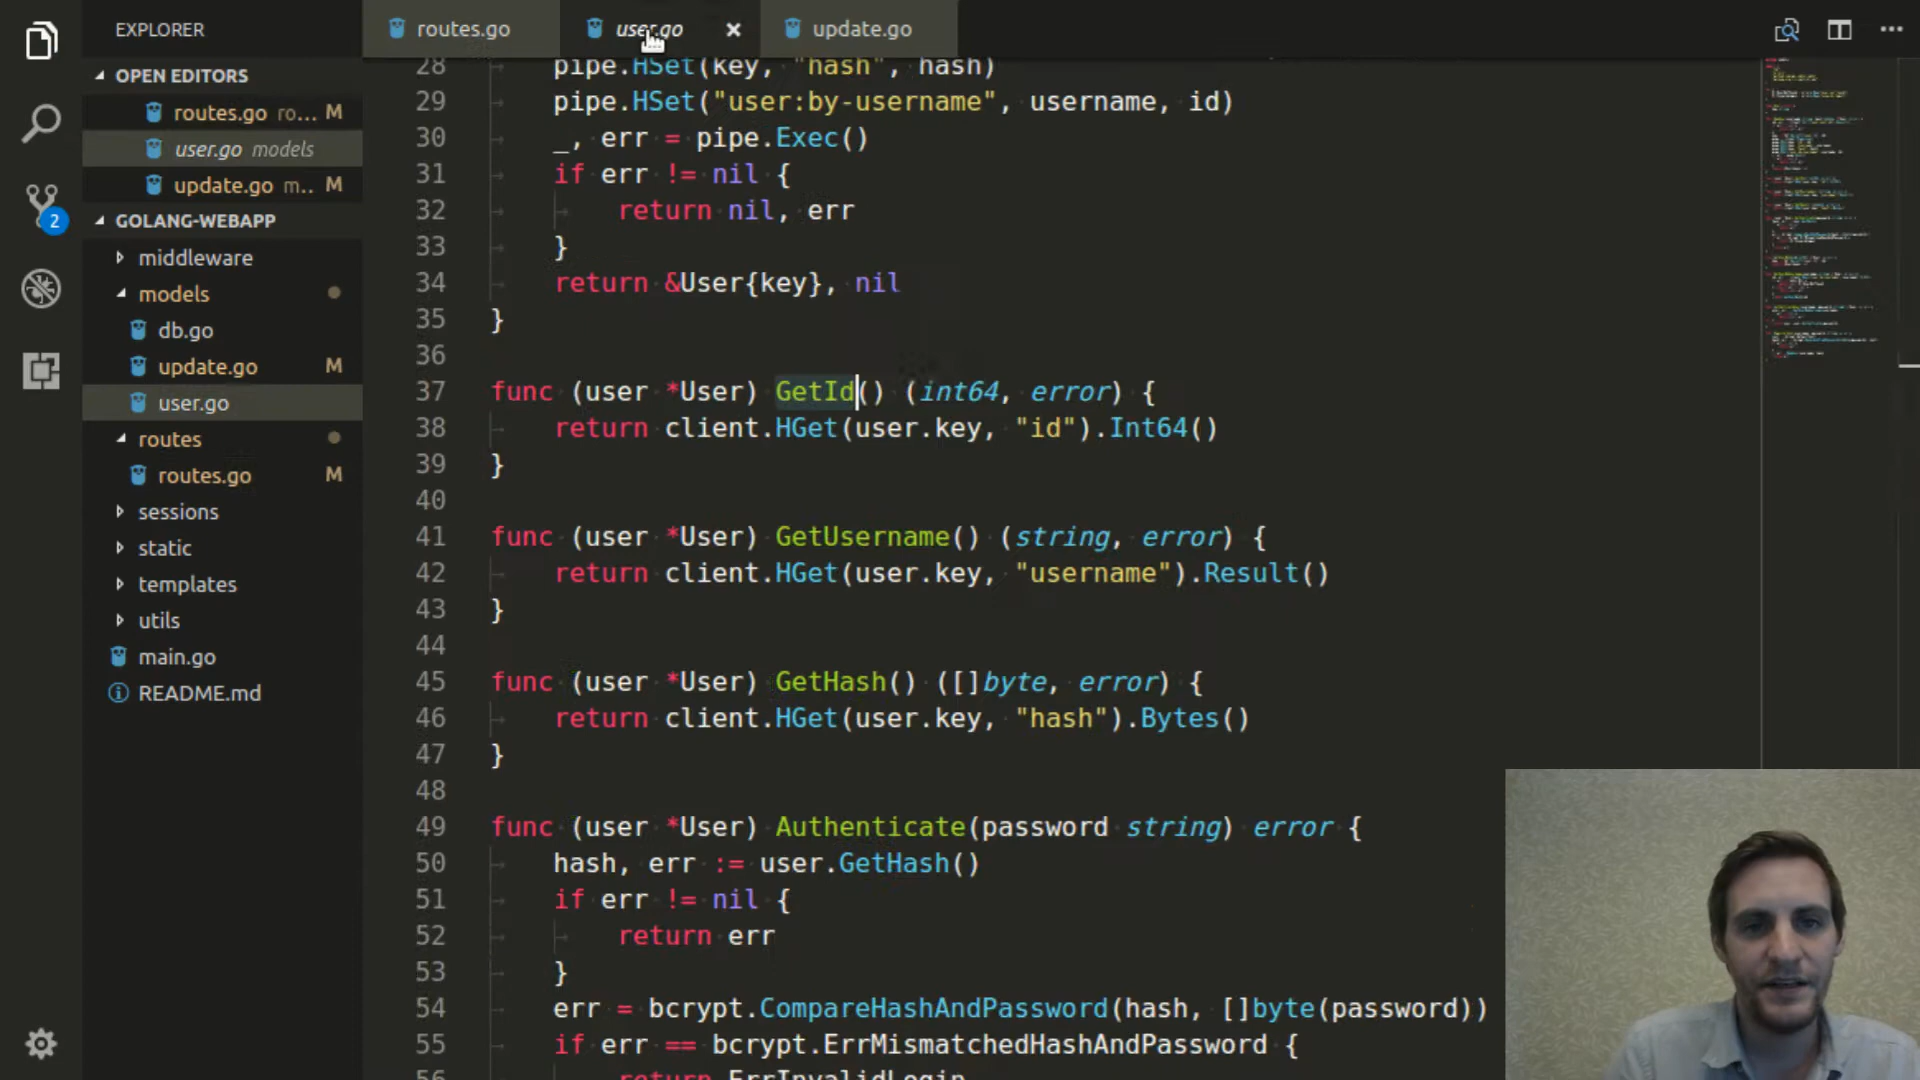 EXPLORER
OPEN EDITORS
routes.go ro... M
user.go models
update.go m.. M
2
GOLANG-WEBAPP
middleware
models
db.go
update.go M
user.go
routes
routes.go M
sessions
static
templates
utils
main.go
README.md
routes.go
user.go
update.go
28 pipe.HSet(key, "hash", hash)
29 pipe.HSet("user:by-username", username, id)
30 _, err = pipe.Exec()
31 if err != nil {
32 return nil, err
33 }
34 return &User{key}, nil
35 }
36
37 func (user *User) GetId() (int64, error) {
38 return client.HGet(user.key, "id").Int64()
39 }
40
41 func (user *User) GetUsername() (string, error) {
42 return client.HGet(user.key, "username").Result()
43 }
44
45 func (user *User) GetHash() ([]byte, error) {
46 return client.HGet(user.key, "hash").Bytes()
47 }
48
49 func (user *User) Authenticate(password string) error {
50 hash, err := user.GetHash()
51 if err != nil {
52 return err
53 }
54 err = bcrypt.CompareHashAndPassword(hash, []byte(password))
55 if err == bcrypt.ErrMismatchedHashAndPassword {
56 return ErrInvalidLogin